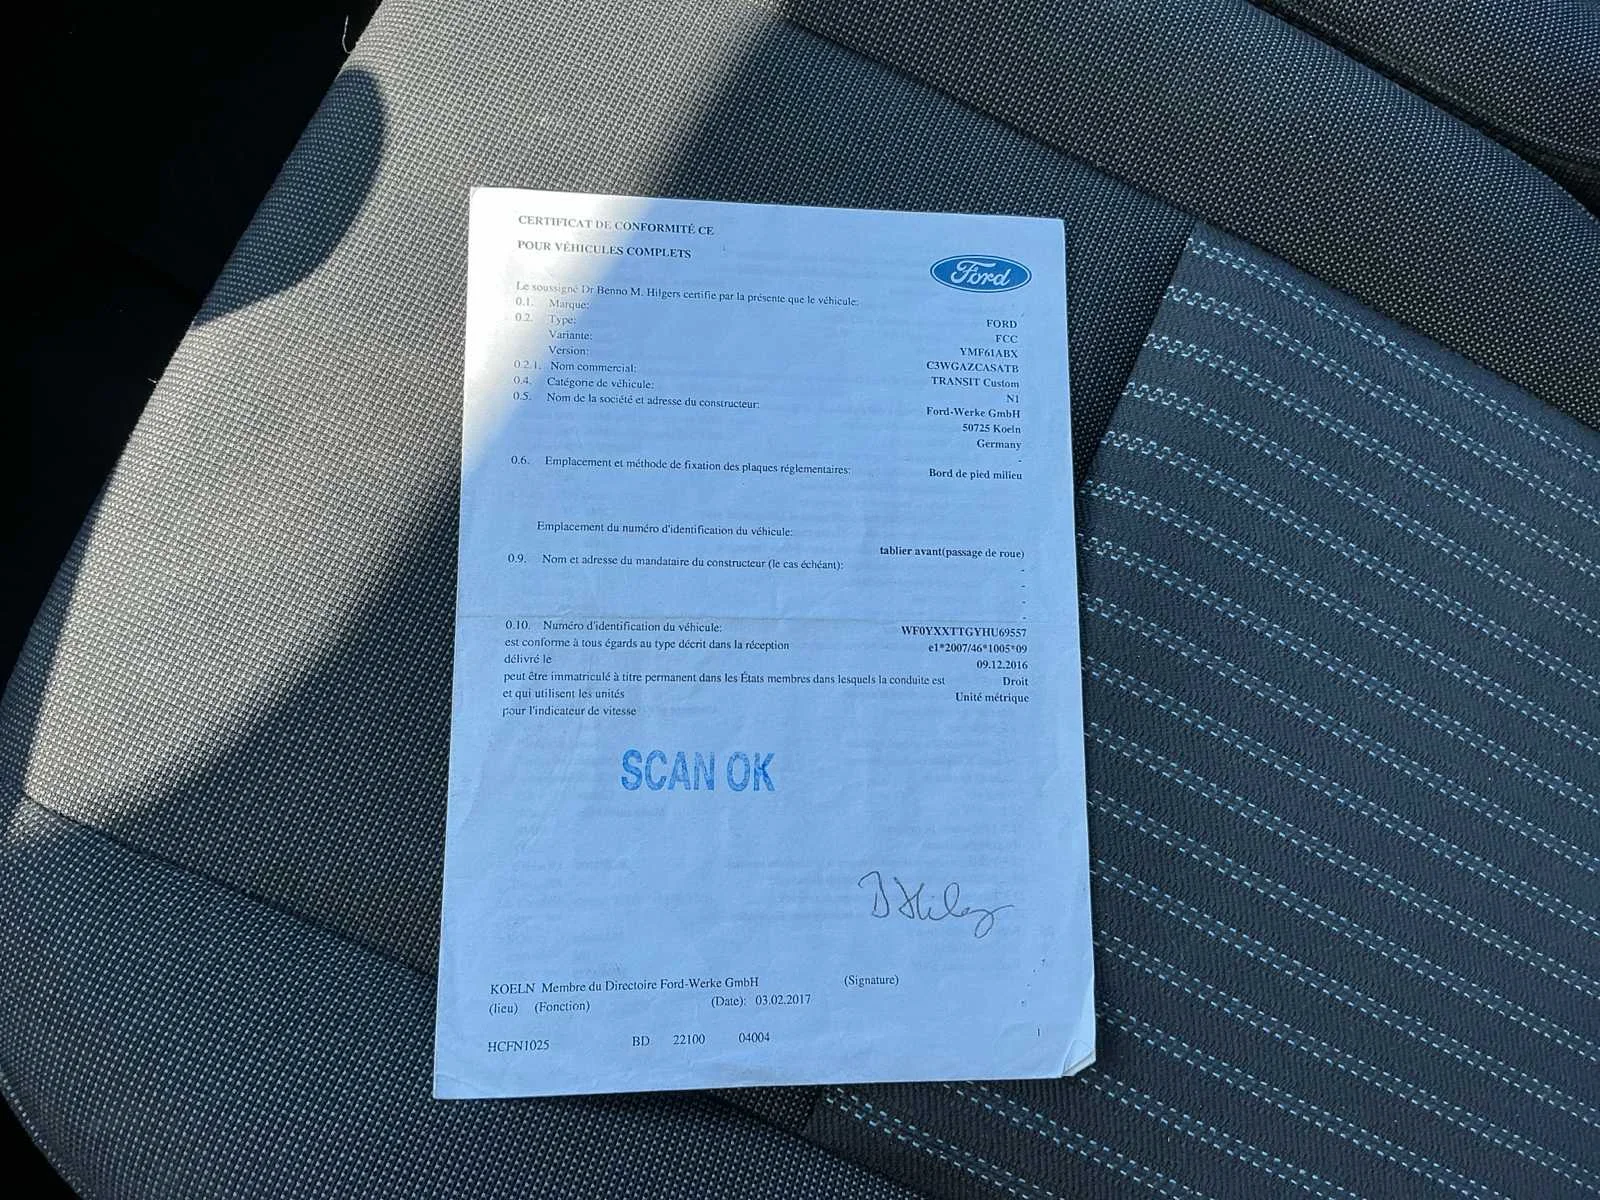 CERTIFICAT DE CONFORMITÉ CE
POUR VÉHICULES COMPLETS
Ford
Le soussigné Dr Benno M. Hilgers certifie par la présente que le véhicule:
0.1. Marque: FORD
0.2. Type: FCC
Variante: YMF61ABX
Version: C3WGAZCASATB
0.2.1. Nom commercial: TRANSIT Custom
0.4. Catégorie de véhicule: N1
0.5. Nom de la société et adresse du constructeur: Ford-Werke GmbH
50725 Koeln
Germany
-
0.6. Emplacement et méthode de fixation des plaques réglementaires: Bord de pied milieu
Emplacement du numéro d'identification du véhicule: tablier avant(passage de roue)
0.9. Nom et adresse du mandataire du constructeur (le cas échéant): -
-
-
-
0.10. Numéro d'identification du véhicule: WF0YXXTTGYHU69557
est conforme à tous égards au type décrit dans la réception e1*2007/46*1005*09
délivré le 09.12.2016
peut être immatriculé à titre permanent dans les États membres dans lesquels la conduite est Droit
et qui utilisent les unités Unité métrique
pour l'indicateur de vitesse
SCAN OK
KOELN Membre du Directoire Ford-Werke GmbH (Signature)
(lieu) (Fonction) (Date): 03.02.2017
HCFN1025 BD 22100 04004 1